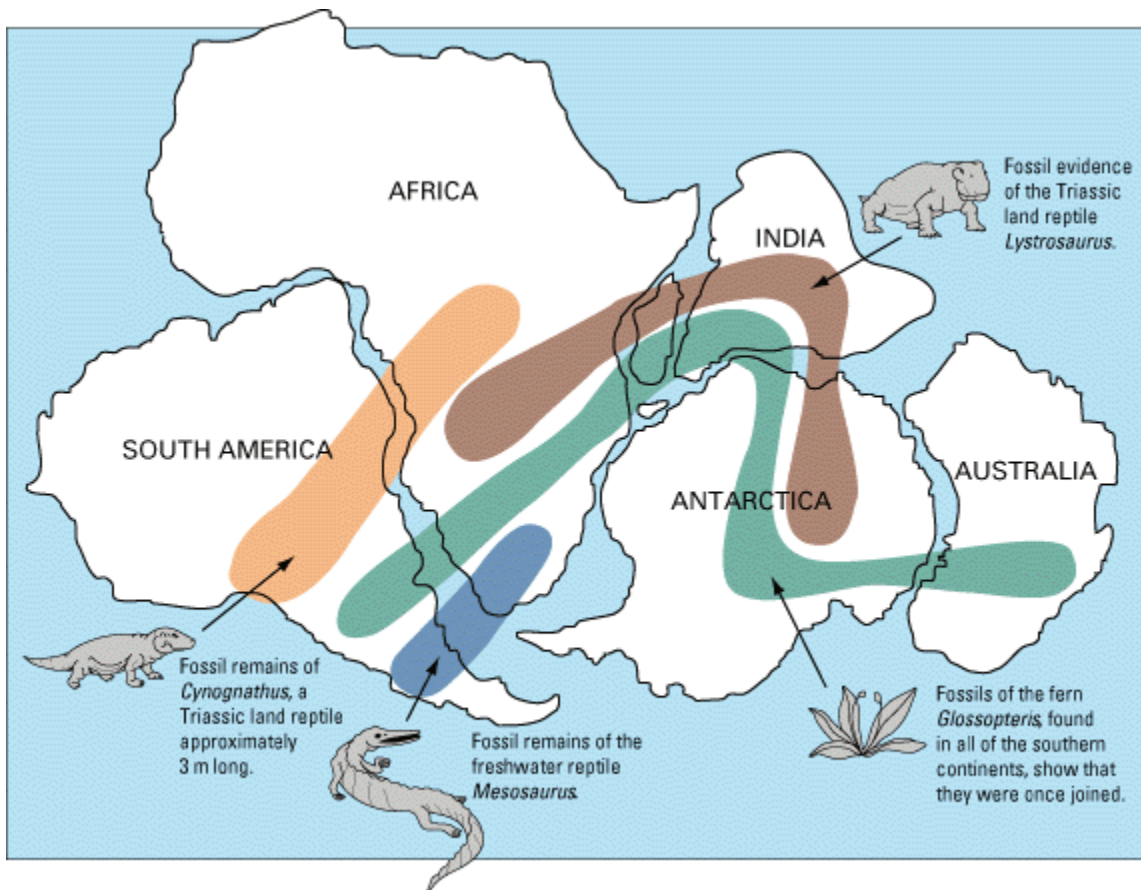 AFRICA
INDIA
SOUTH AMERICA
ANTARCTICA
AUSTRALIA
Fossil evidence
of the Triassic
land reptile
Lystrosaurus.
Fossil remains of
Cynognathus, a
Triassic land reptile
approximately
3 m long.
Fossil remains of the
freshwater reptile
Mesosaurus.
Fossils of the fern
Glossopteris, found
in all of the southern
continents, show that
they were once joined.